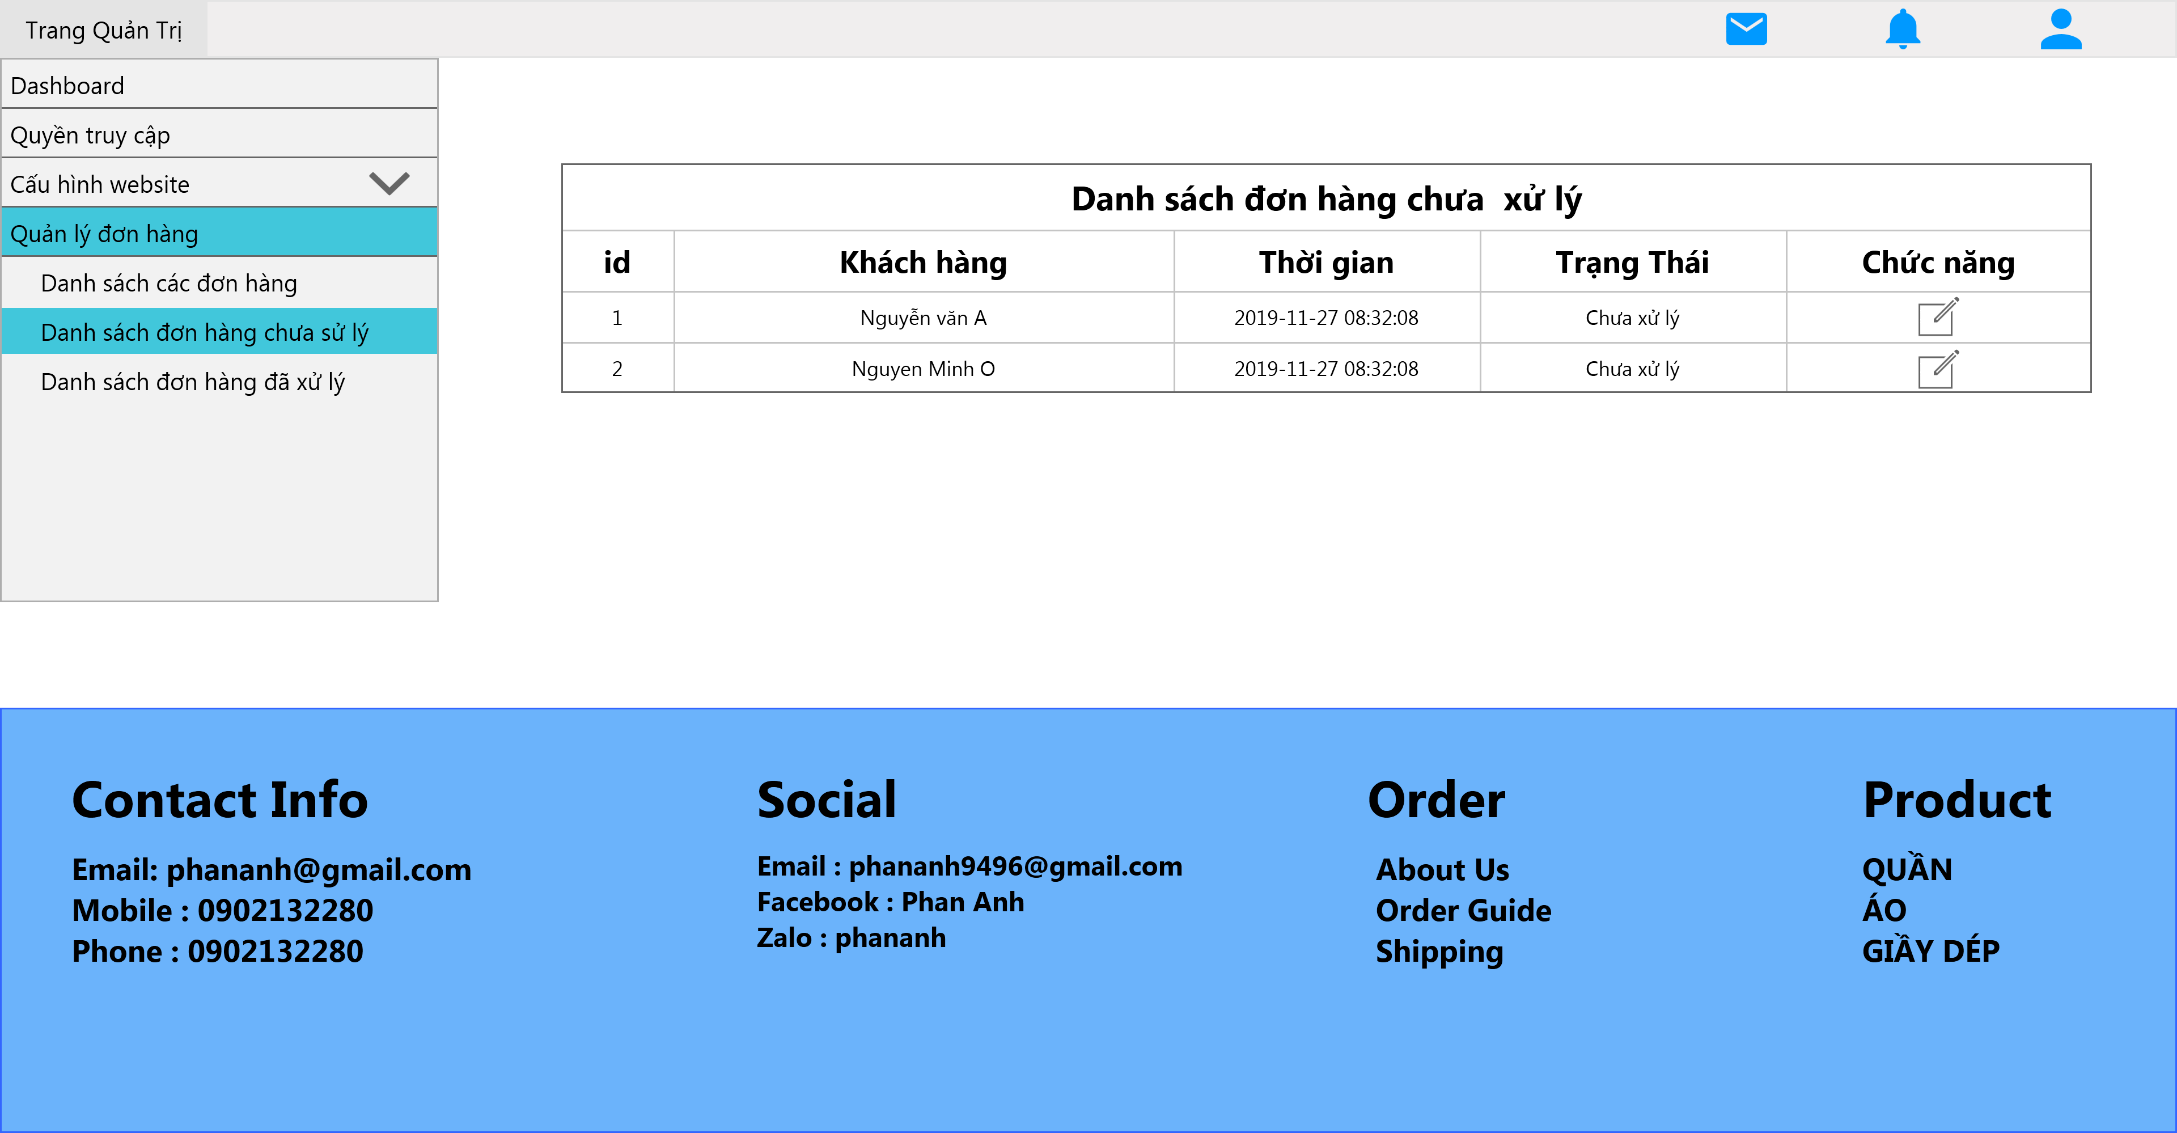 Trang Quản Trị
Dashboard
Quyền truy cập
Cấu hình website
Quản lý đơn hàng
Danh sách các đơn hàng
Danh sách đơn hàng chưa sử lý
Danh sách đơn hàng đã xử lý
Danh sách đơn hàng chưa xử lý
id Khách hàng Thời gian Trạng Thái Chức năng
1 Nguyễn văn A 2019-11-27 08:32:08 Chưa xử lý
2 Nguyen Minh O 2019-11-27 08:32:08 Chưa xử lý
Contact Info
Email: phananh@gmail.com
Mobile : 0902132280
Phone : 0902132280
Social
Email : phananh9496@gmail.com
Facebook : Phan Anh
Zalo : phananh
Order
About Us
Order Guide
Shipping
Product
QUẦN
ÁO
GIẦY DÉP